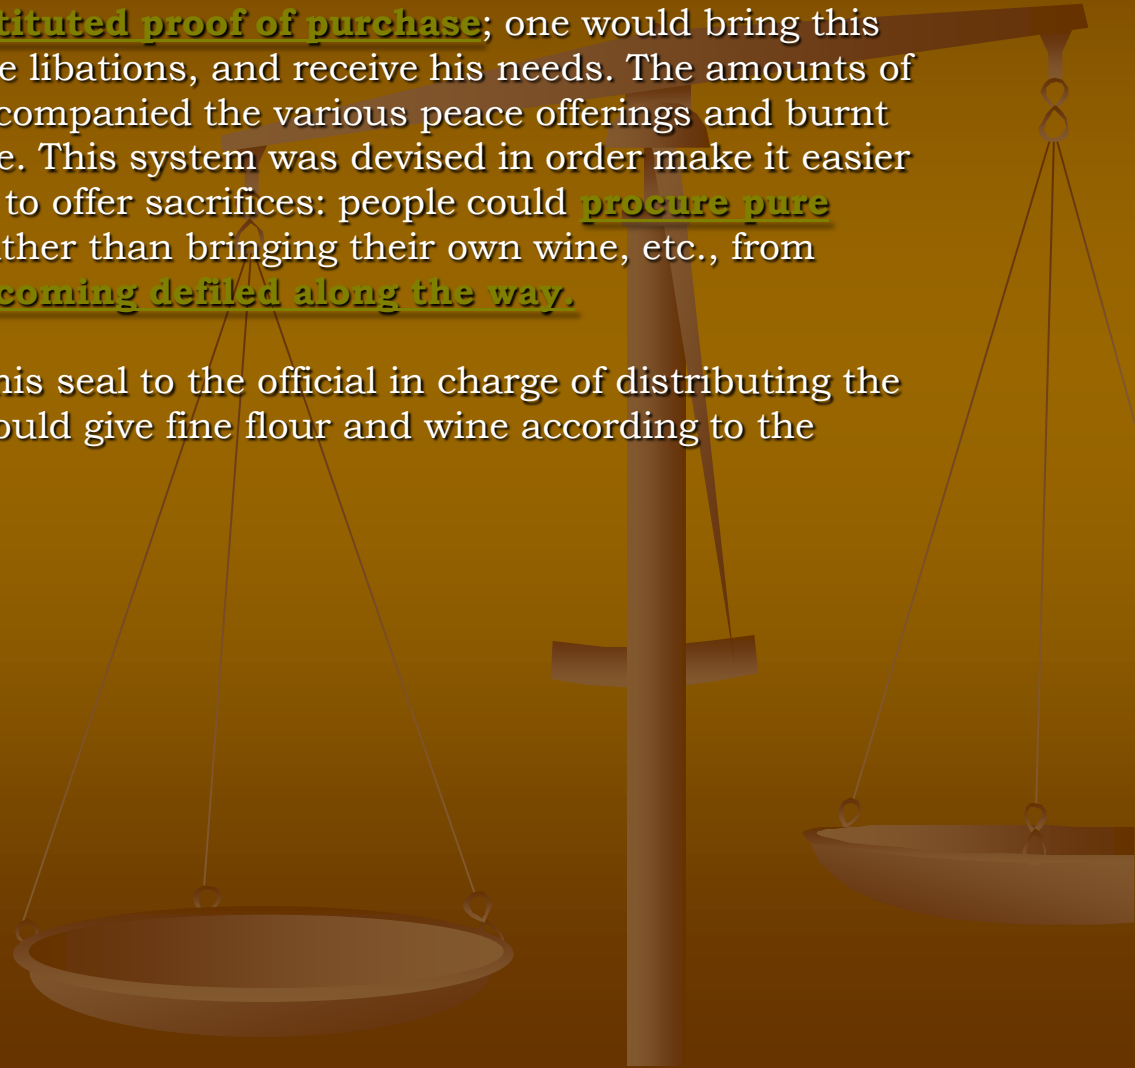 tituted proof of purchase; one would bring this
e libations, and receive his needs. The amounts of
companied the various peace offerings and burnt
e. This system was devised in order make it easier
to offer sacrifices: people could procure pure
ther than bringing their own wine, etc., from
coming defiled along the way.
his seal to the official in charge of distributing the
ould give fine flour and wine according to the